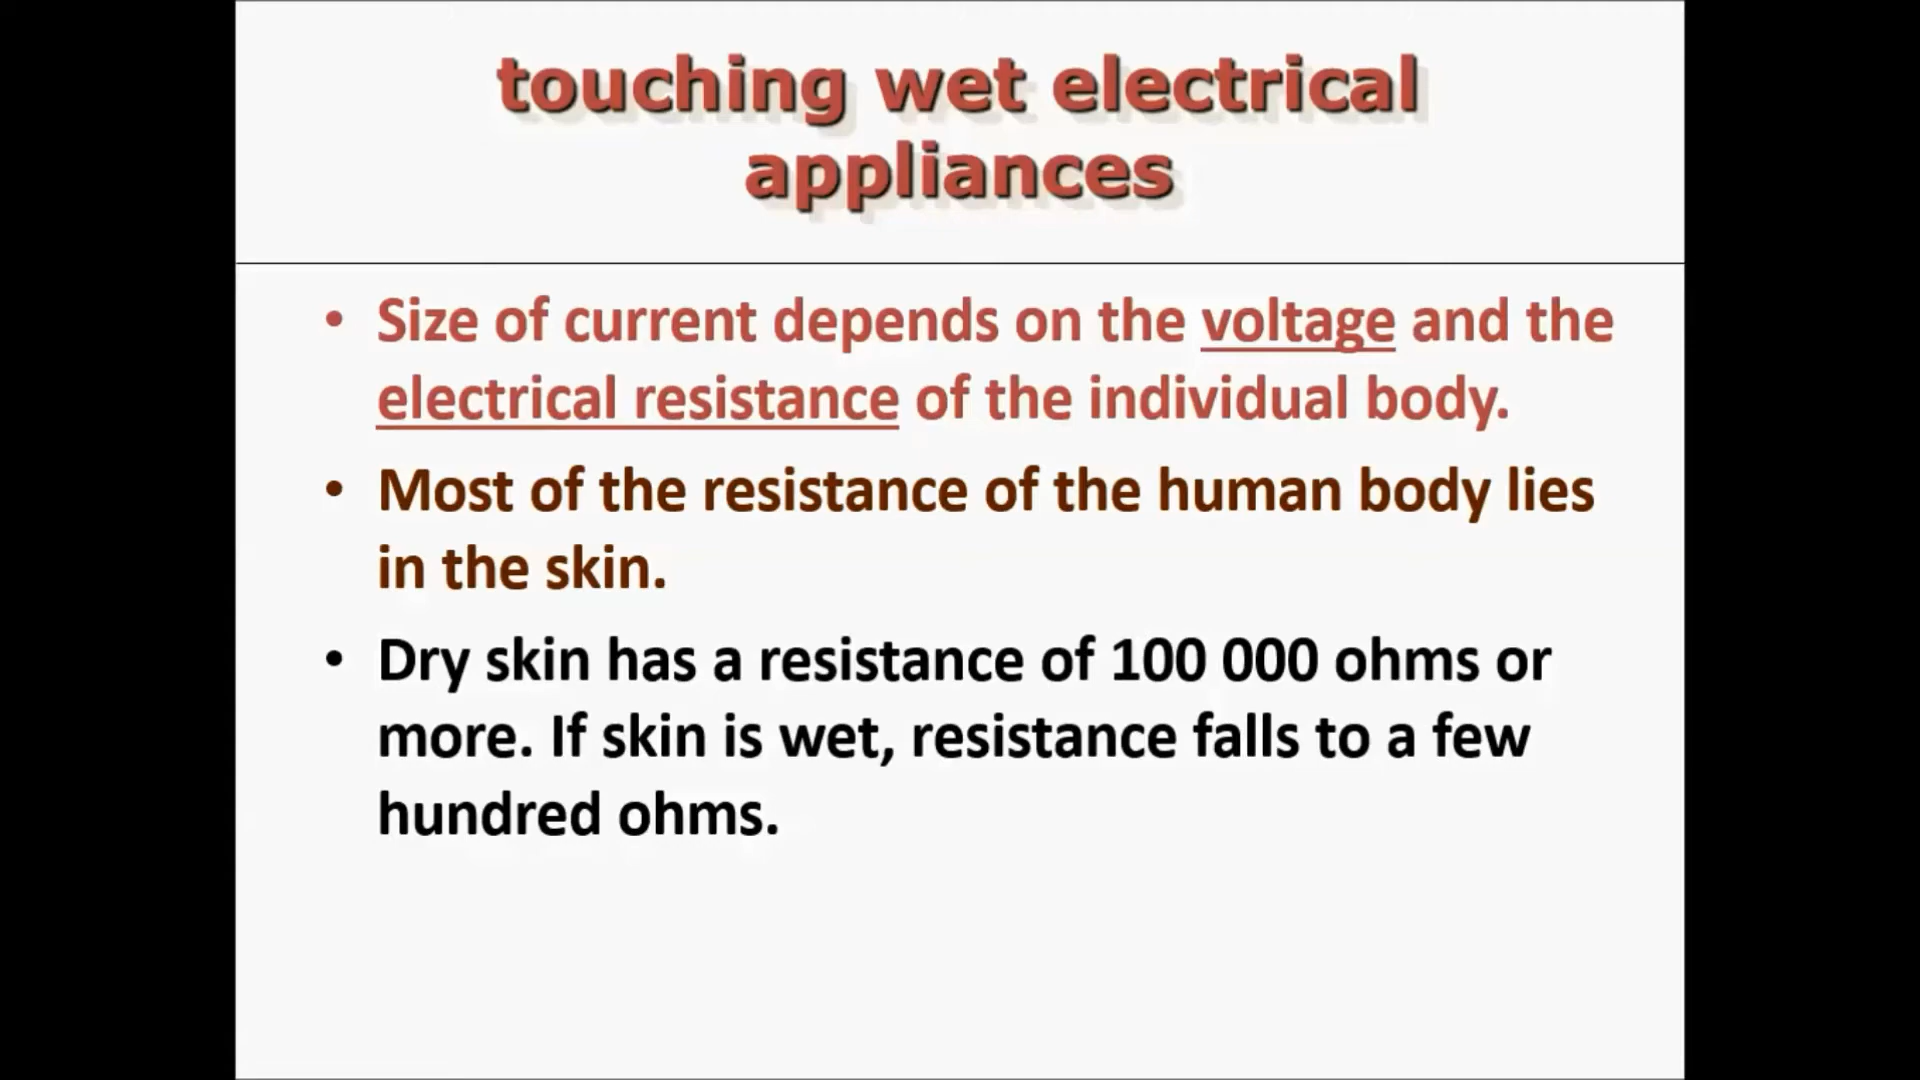 touching wet electrical
appliances
• Size of current depends on the voltage and the
electrical resistance of the individual body.
• Most of the resistance of the human body lies
in the skin.
• Dry skin has a resistance of 100 000 ohms or
more. If skin is wet, resistance falls to a few
hundred ohms.